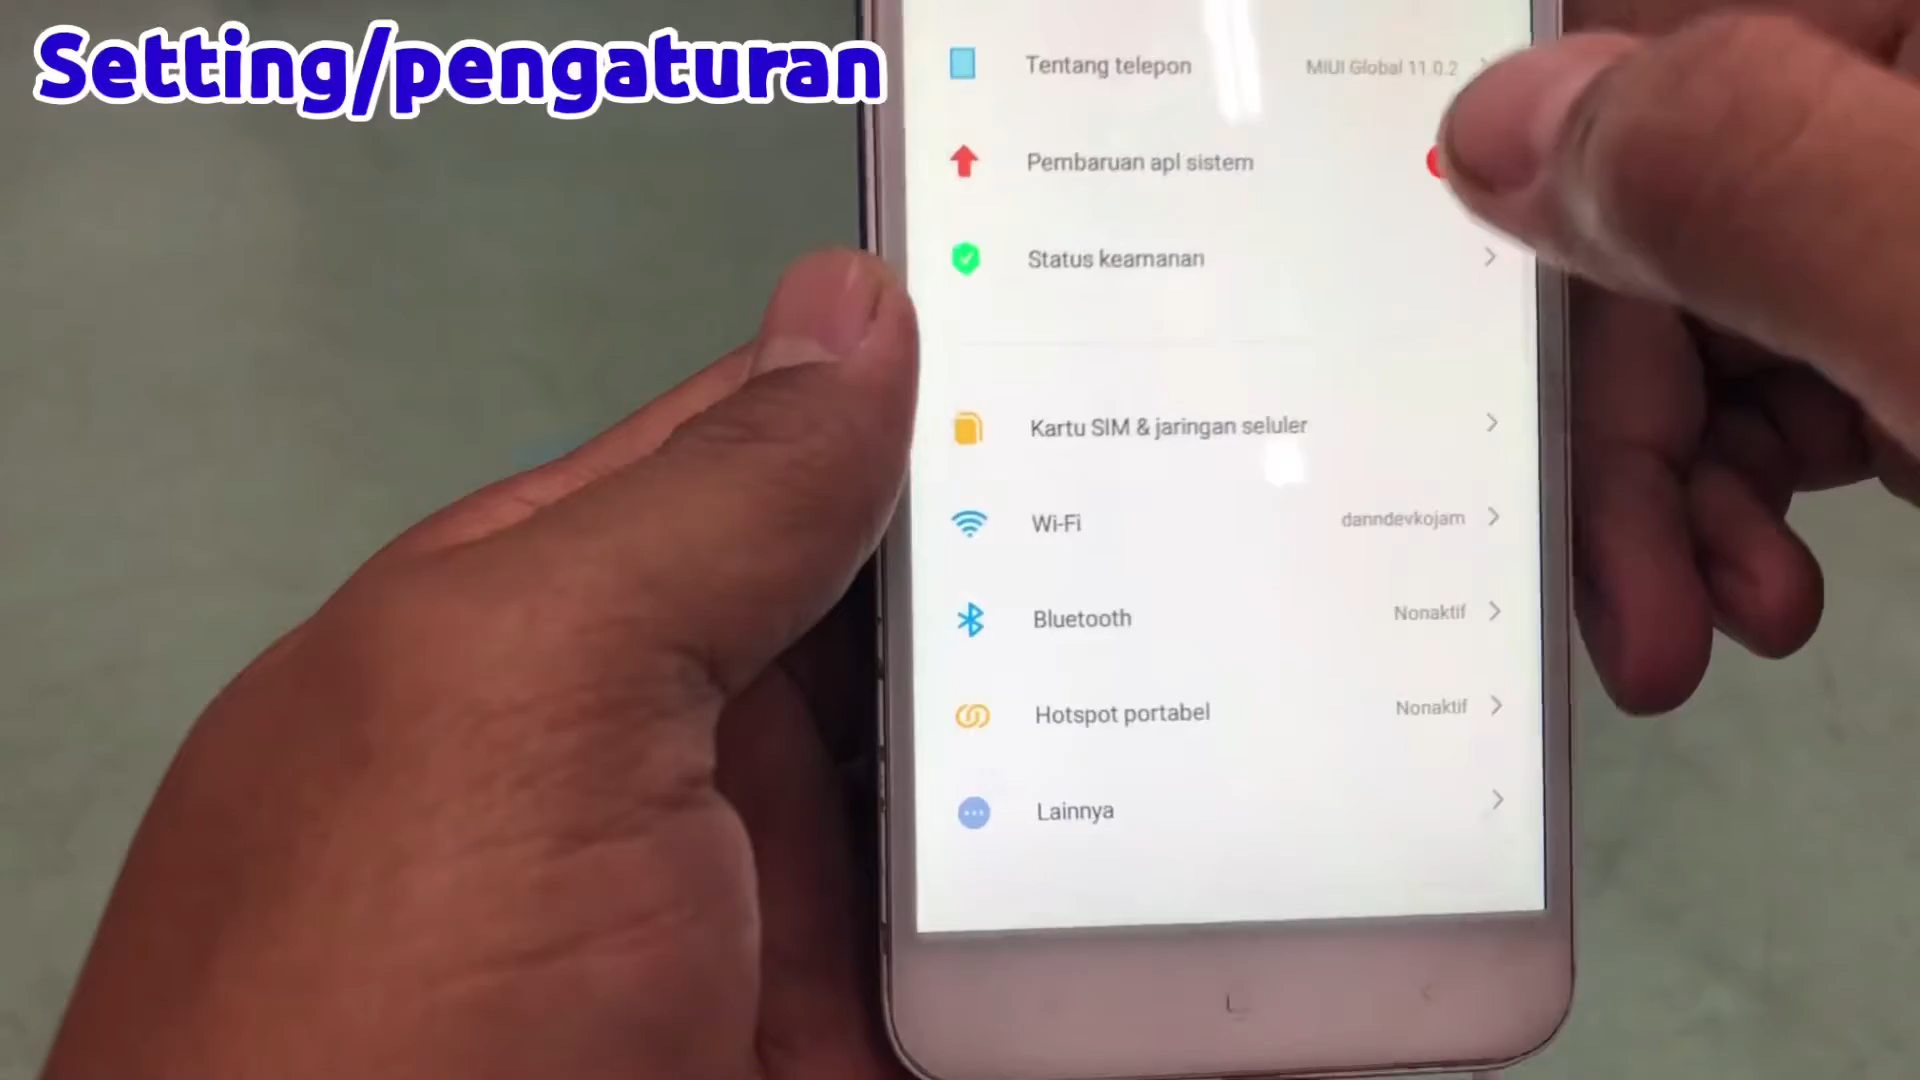 Setting/pengaturan
Tentang telepon MIUI Global 11.0.2
Pembaruan apl sistem
Status keamanan
Kartu SIM & jaringan seluler
Wi-Fi danndevkojam
Bluetooth Nonaktif
Hotspot portabel Nonaktif
Lainnya